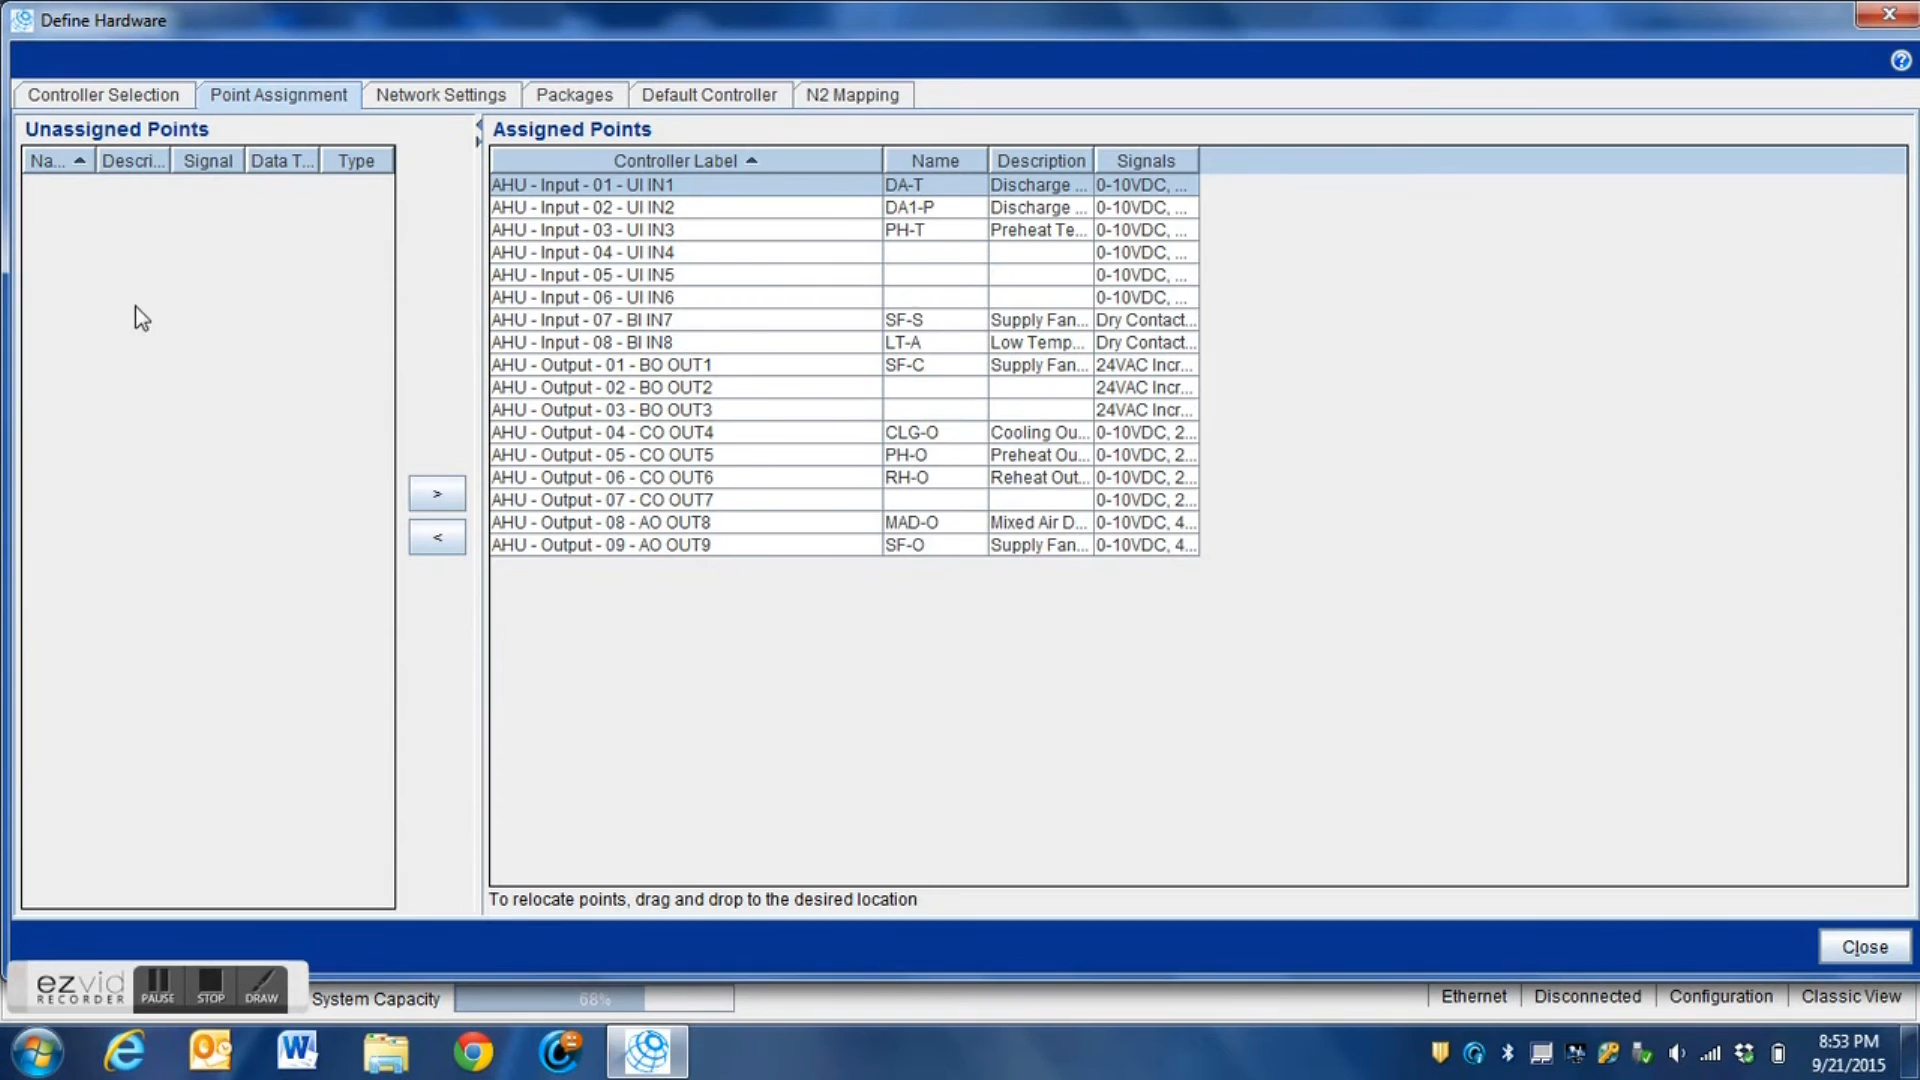 Define Hardware
Controller Selection Point Assignment Network Settings Packages Default Controller N2 Mapping
Unassigned Points
Na... Descri... Signal Data T... Type
>
<
Assigned Points
Controller Label Name Description Signals
AHU - Input - 01 - UI IN1 DA-T Discharge ... 0-10VDC, ...
AHU - Input - 02 - UI IN2 DA1-P Discharge ... 0-10VDC, ...
AHU - Input - 03 - UI IN3 PH-T Preheat Te... 0-10VDC, ...
AHU - Input - 04 - UI IN4 0-10VDC, ...
AHU - Input - 05 - UI IN5 0-10VDC, ...
AHU - Input - 06 - UI IN6 0-10VDC, ...
AHU - Input - 07 - BI IN7 SF-S Supply Fan... Dry Contact...
AHU - Input - 08 - BI IN8 LT-A Low Temp... Dry Contact...
AHU - Output - 01 - BO OUT1 SF-C Supply Fan... 24VAC Incr...
AHU - Output - 02 - BO OUT2 24VAC Incr...
AHU - Output - 03 - BO OUT3 24VAC Incr...
AHU - Output - 04 - CO OUT4 CLG-O Cooling Ou... 0-10VDC, 2...
AHU - Output - 05 - CO OUT5 PH-O Preheat Ou... 0-10VDC, 2...
AHU - Output - 06 - CO OUT6 RH-O Reheat Out... 0-10VDC, 2...
AHU - Output - 07 - CO OUT7 0-10VDC, 2...
AHU - Output - 08 - AO OUT8 MAD-O Mixed Air D... 0-10VDC, 4...
AHU - Output - 09 - AO OUT9 SF-O Supply Fan... 0-10VDC, 4...
To relocate points, drag and drop to the desired location
Close
ezvid
RECORDER
PAUSE STOP DRAW
System Capacity 68% Ethernet Disconnected Configuration Classic View
8:53 PM
9/21/2015